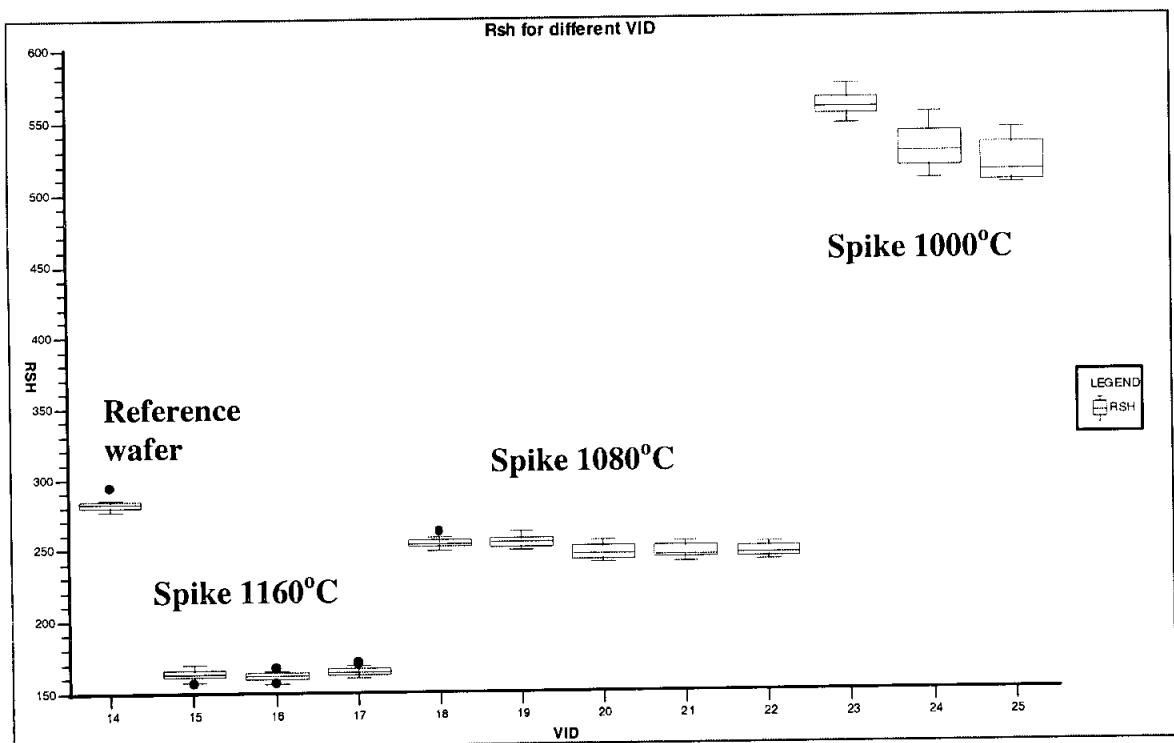 Rsh for different VID
600
550
500
450
400
350
300
250
200
150
RSH
Reference
wafer
Spike 1160°C
Spike 1080°C
Spike 1000°C
LEGEND
RSH
14 15 16 17 18 19 20 21 22 23 24 25
VID